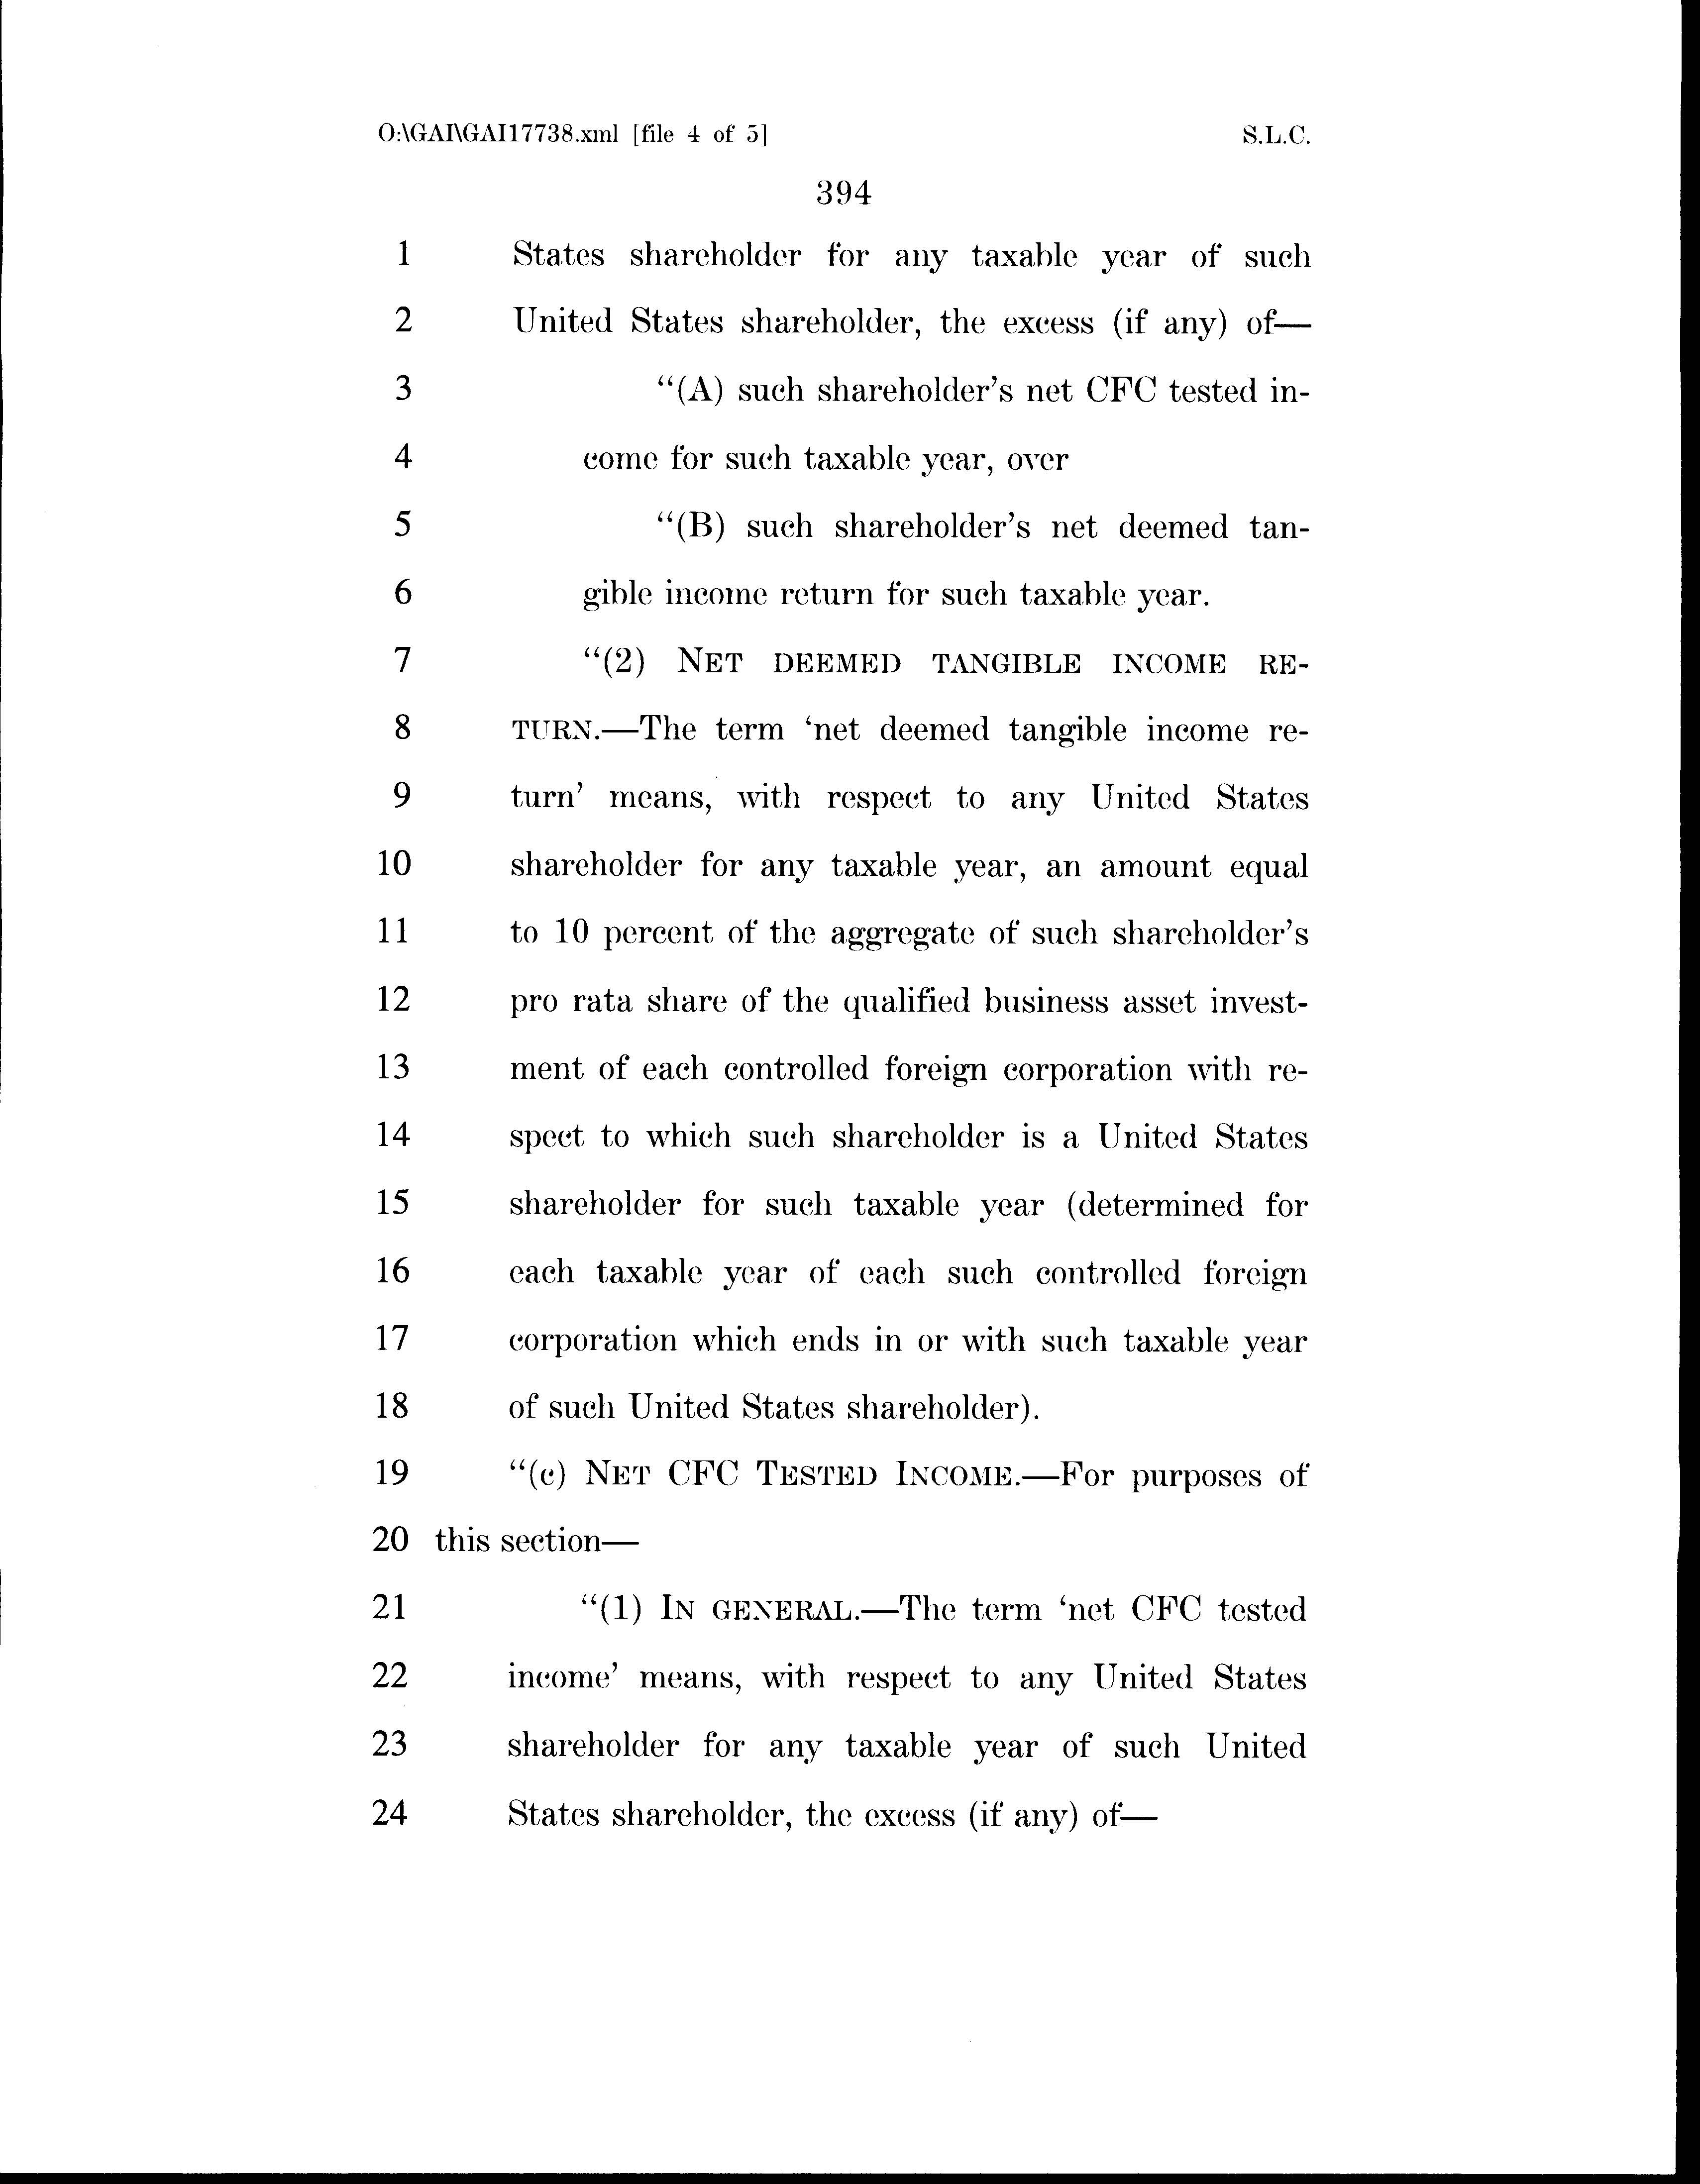 O:\GAI\GAI17738.xml [file 4 of 5] S.L.C.
394
1 States shareholder for any taxable year of such
2 United States shareholder, the excess (if any) of—
3 “(A) such shareholder’s net CFC tested in-
4 come for such taxable year, over
5 “(B) such shareholder’s net deemed tan-
6 gible income return for such taxable year.
7 “(2) NET DEEMED TANGIBLE INCOME RE-
8 TURN.—The term ‘net deemed tangible income re-
9 turn’ means, with respect to any United States
10 shareholder for any taxable year, an amount equal
11 to 10 percent of the aggregate of such shareholder’s
12 pro rata share of the qualified business asset invest-
13 ment of each controlled foreign corporation with re-
14 spect to which such shareholder is a United States
15 shareholder for such taxable year (determined for
16 each taxable year of each such controlled foreign
17 corporation which ends in or with such taxable year
18 of such United States shareholder).
19 “(c) NET CFC TESTED INCOME.—For purposes of
20 this section—
21 “(1) IN GENERAL.—The term ‘net CFC tested
22 income’ means, with respect to any United States
23 shareholder for any taxable year of such United
24 States shareholder, the excess (if any) of—